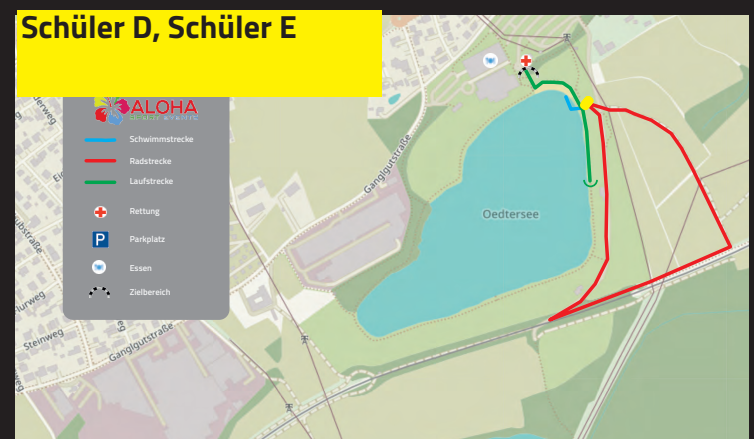 Schüler D, Schüler E
ALOHA
Schwimmstrecke
Radstrecke
Laufstrecke
Rettung
P
Parkplatz
Essen
Zielbereich
Oedtersee
Ganglgutstraße
Steinweg
Ganglgutstraße